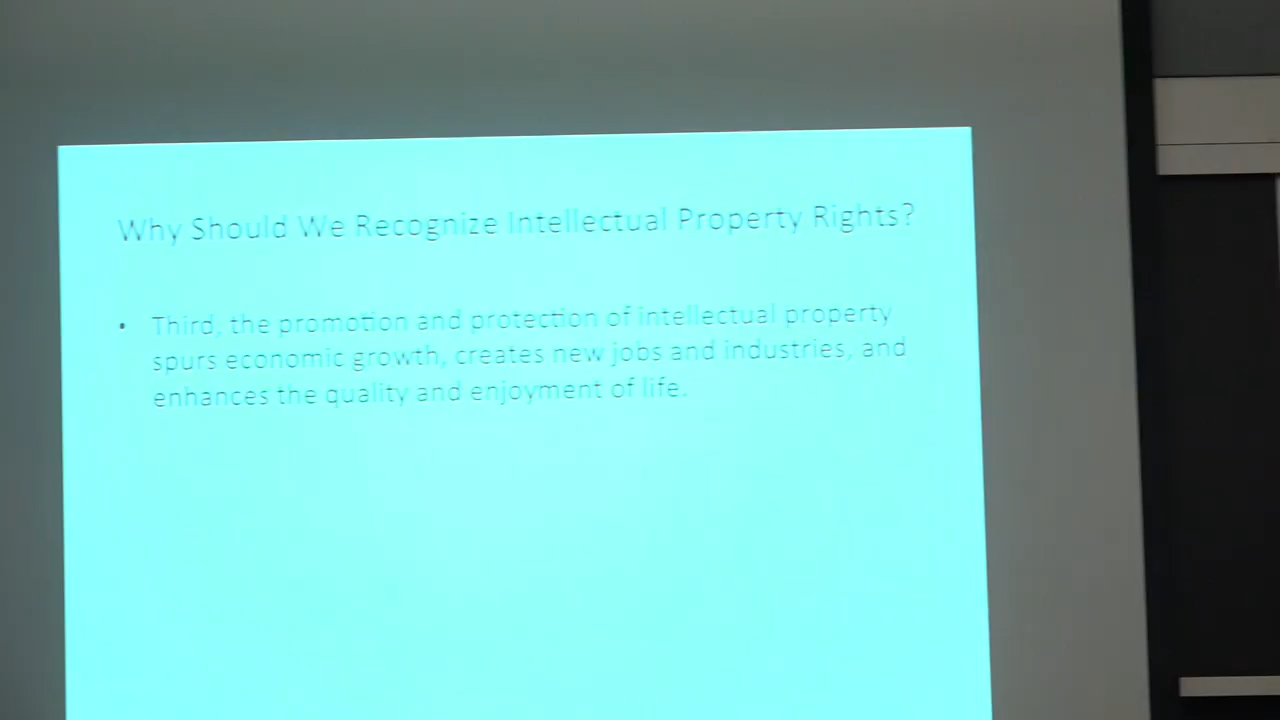 Why Should We Recognize Intellectual Property Rights?
• Third, the promotion and protection of intellectual property
spurs economic growth, creates new jobs and industries, and
enhances the quality and enjoyment of life.